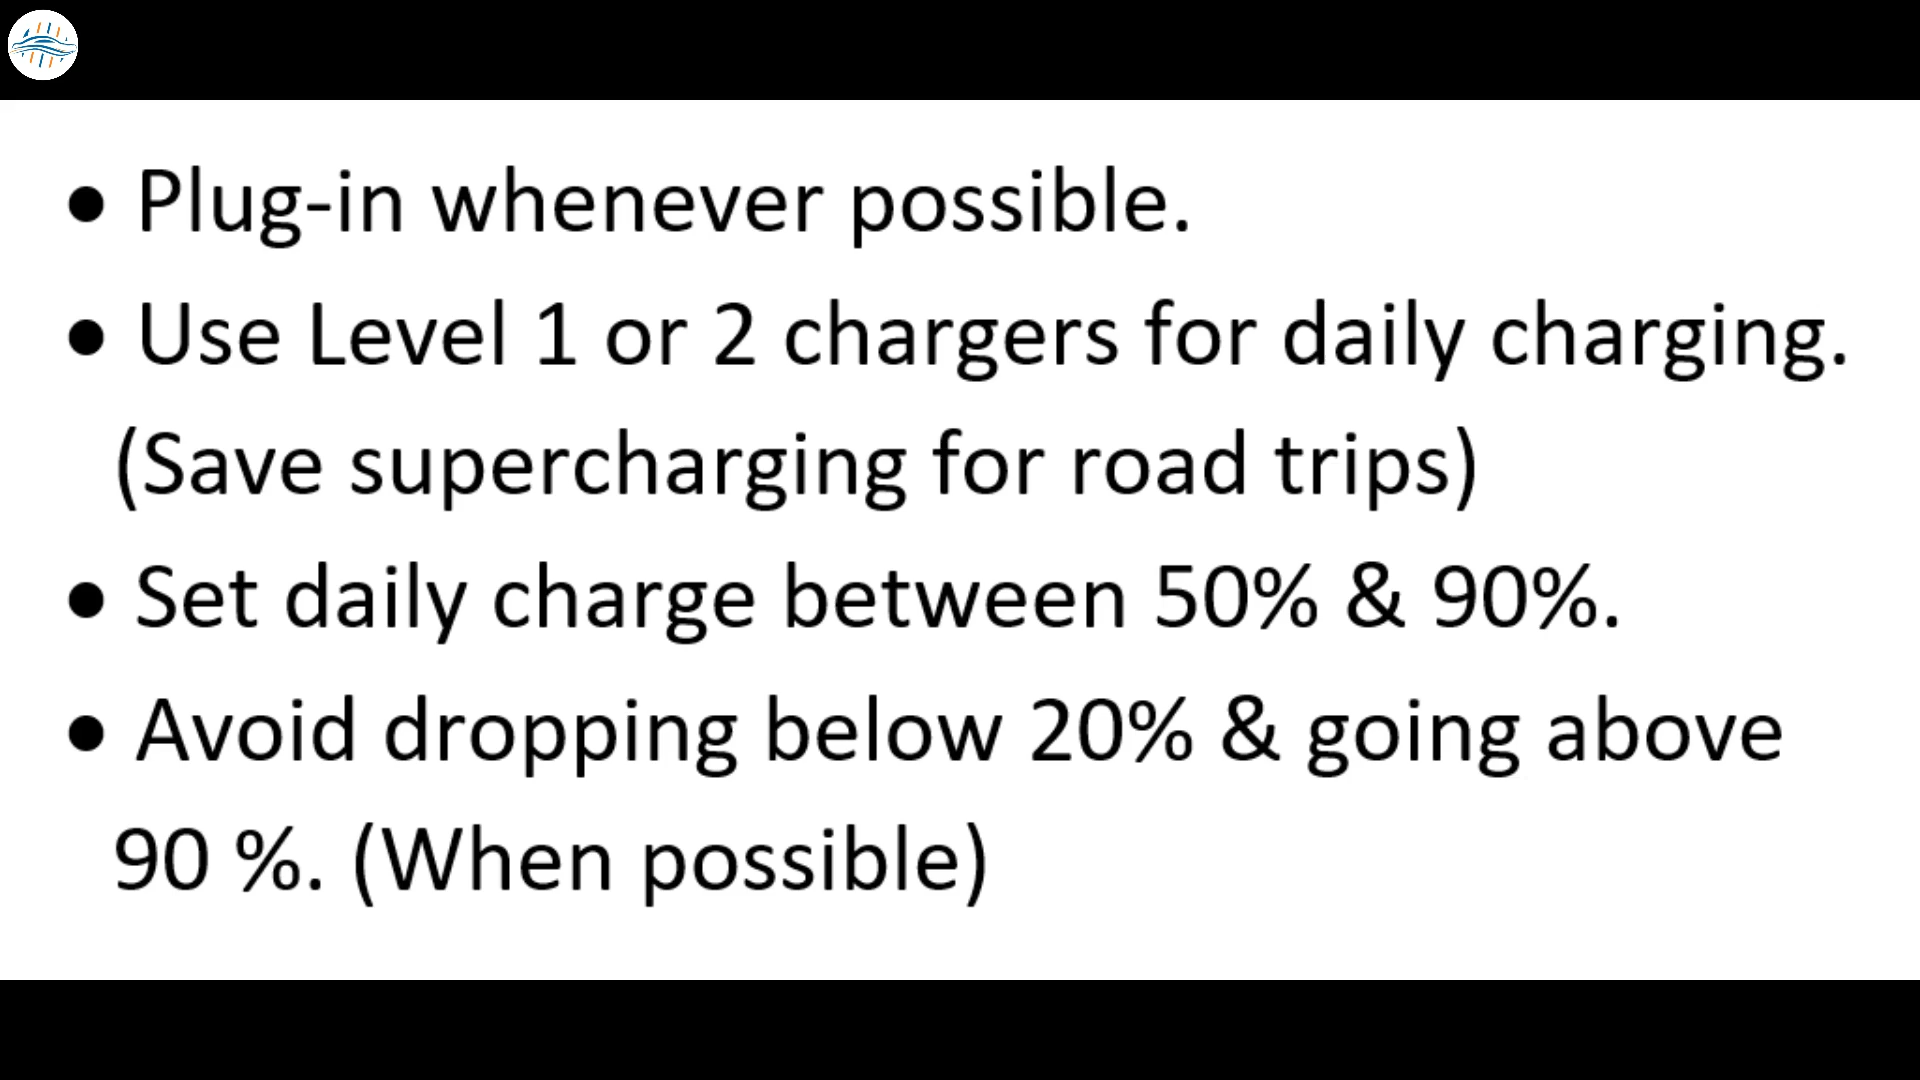 ● Plug-in whenever possible.
● Use Level 1 or 2 chargers for daily charging.
(Save supercharging for road trips)
● Set daily charge between 50% & 90%.
● Avoid dropping below 20% & going above
90 %. (When possible)